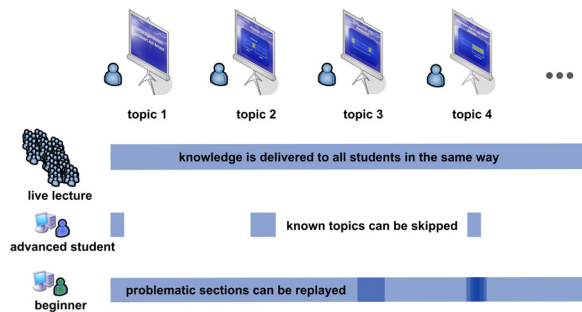 topic 1
topic 2
topic 3
topic 4
knowledge is delivered to all students in the same way
live lecture
known topics can be skipped
advanced student
problematic sections can be replayed
beginner